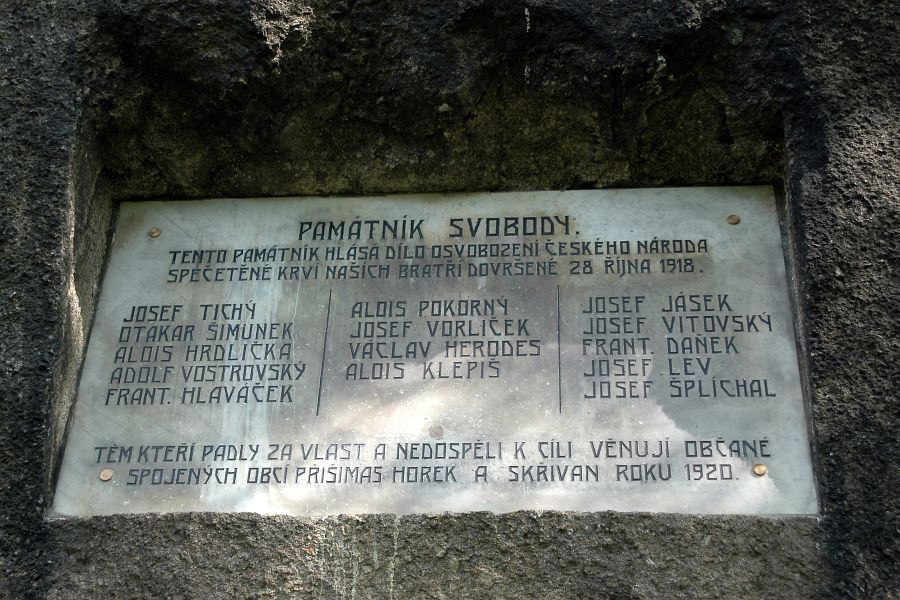 PAMÁTNÍK SVOBODY.
TENTO PAMÁTNÍK HLÁSÁ DÍLO OSVOBOZENÍ ČESKÉHO NÁRODA
SPEČETĚNÉ KRVÍ NAŠICH BRATŘÍ DOVRŠENÉ 28 ŘÍJNA 1918.
JOSEF TICHÝ
OTAKAR ŠIMŮNEK
ALOIS HRDLIČKA
ADOLF VOSTROVSKÝ
FRANT. HLAVÁČEK
ALOIS POKORNÝ
JOSEF VORLÍČEK
VÁCLAV HERODES
ALOIS KLEPIŠ
JOSEF JÁSEK
JOSEF VITOVSKÝ
FRANT. DAŇEK
JOSEF LEV
JOSEF ŠPLÍCHAL
TĚM KTEŘÍ PADLY ZA VLAST A NEDOSPĚLI K CÍLI VĚNUJÍ OBČANÉ
SPOJENÝCH OBCÍ PŘIŠIMAS HOREK A SKŘIVAN ROKU 1920.